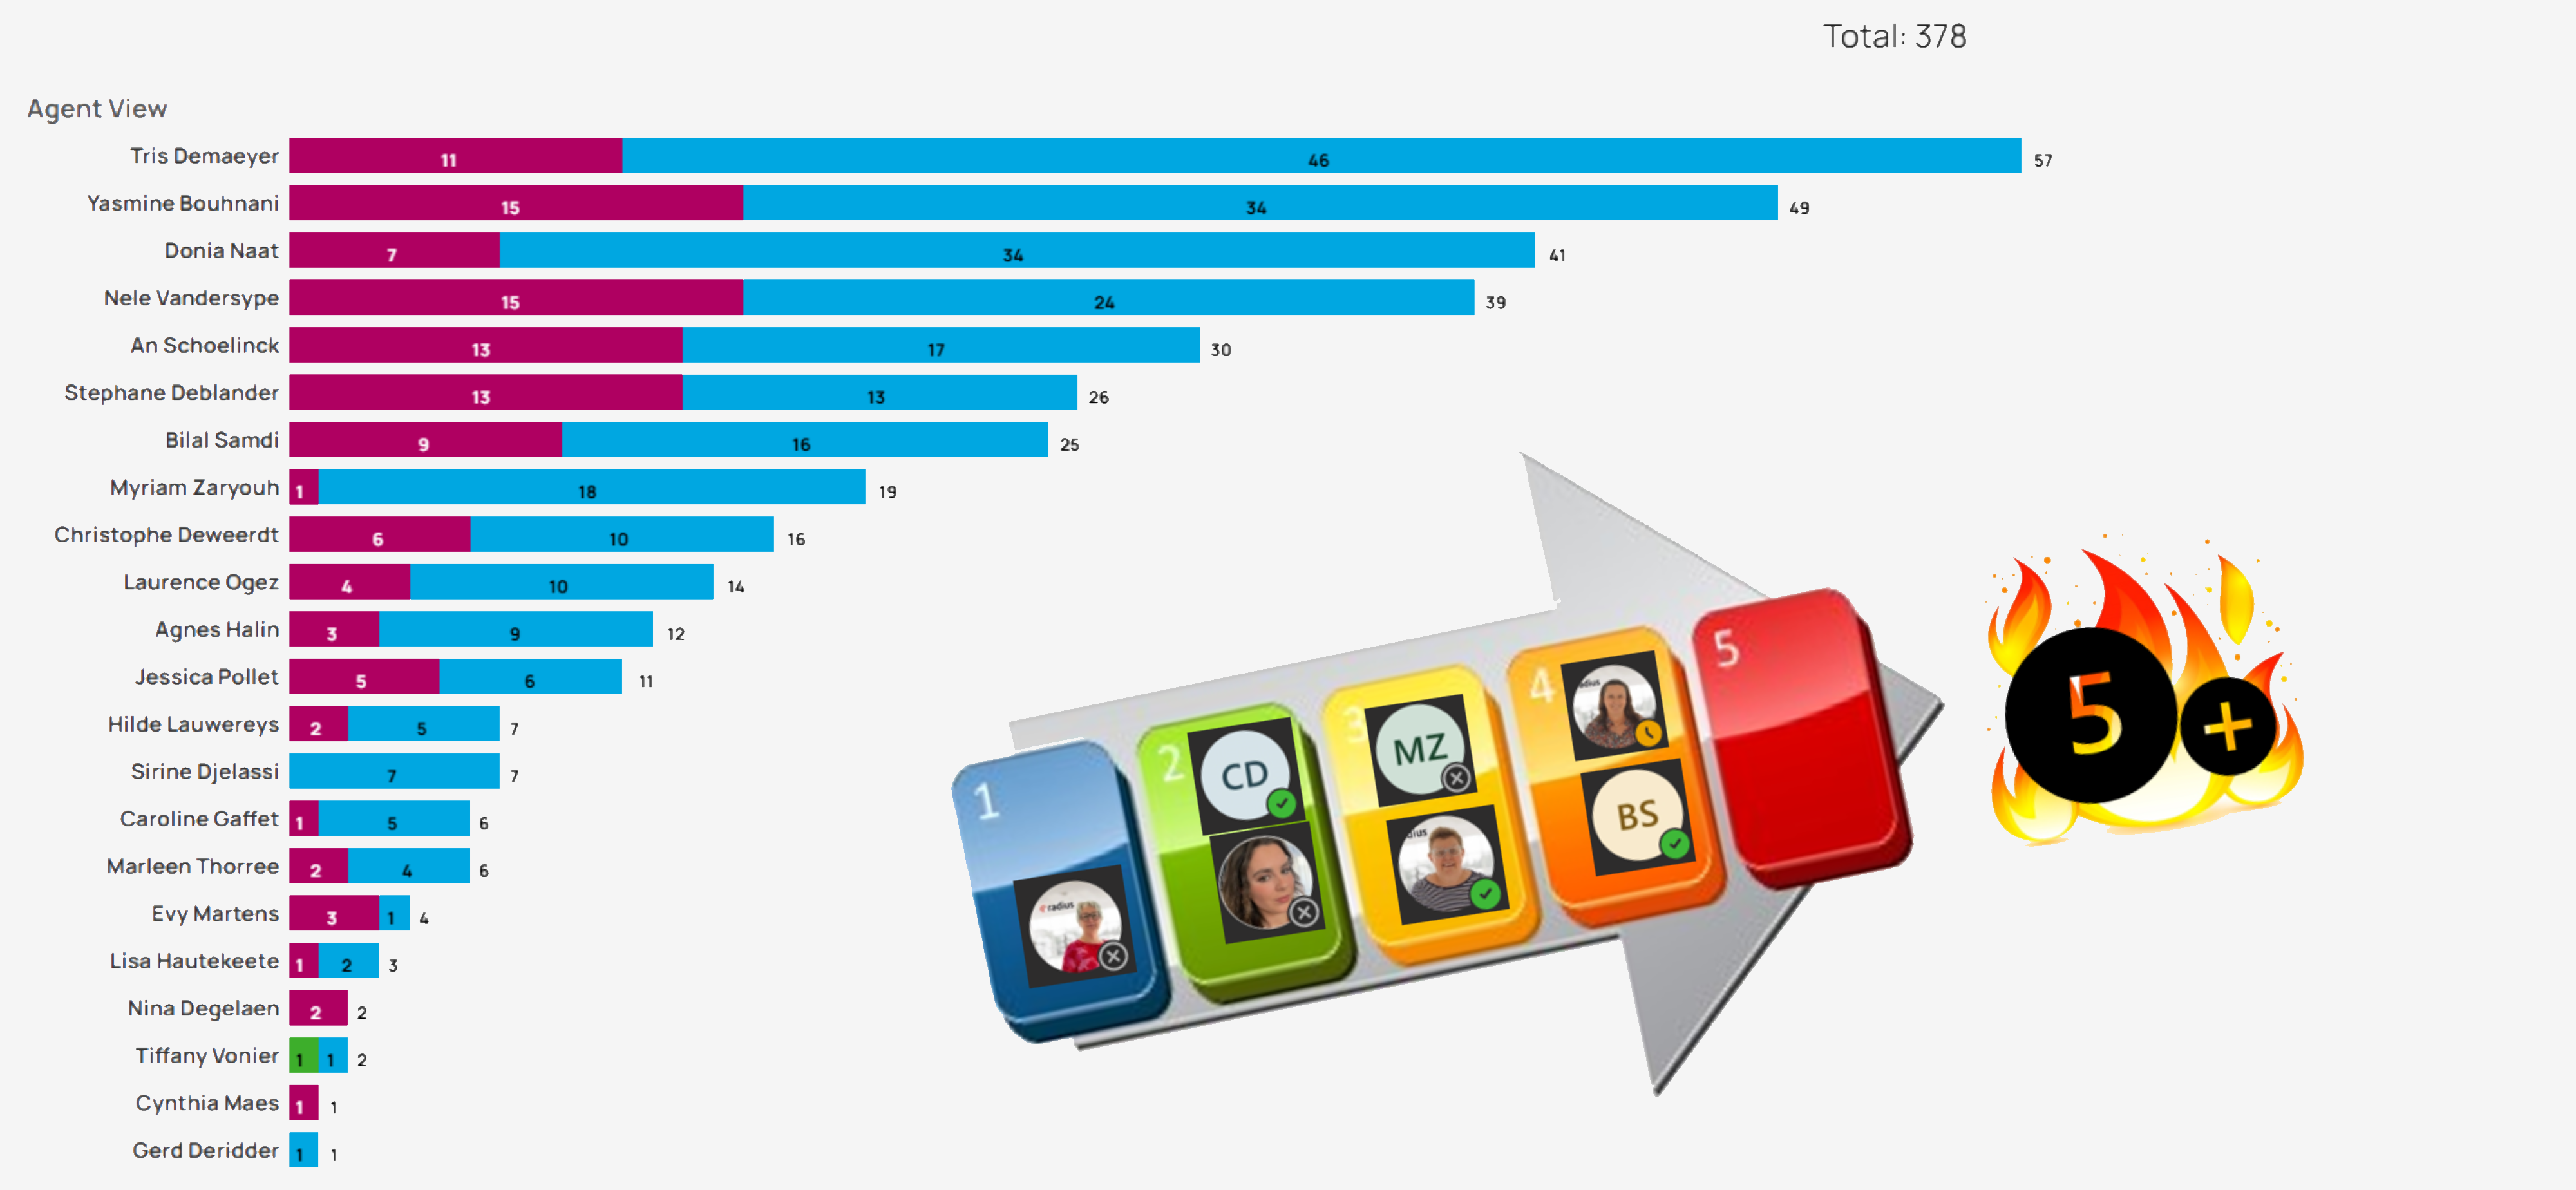 Total: 378
Agent View
Tris Demaeyer 11 46 57
Yasmine Bouhnani 15 34 49
Donia Naat 7 34 41
Nele Vandersype 15 24 39
An Schoelinck 13 17 30
Stephane Deblander 13 13 26
Bilal Samdi 9 16 25
Myriam Zaryouh 1 18 19
Christophe Deweerdt 6 10 16
Laurence Ogez 4 10 14
Agnes Halin 3 9 12
Jessica Pollet 5 6 11
Hilde Lauwereys 2 5 7
Sirine Djelassi 7 7
Caroline Gaffet 1 5 6
Marleen Thorree 2 4 6
Evy Martens 3 1 4
Lisa Hautekeete 1 2 3
Nina Degelaen 2 2
Tiffany Vonier 1 1 2
Cynthia Maes 1 1
Gerd Deridder 1 1
1
radius
2
CD
3
MZ
dius
4
adius
BS
5
5 +